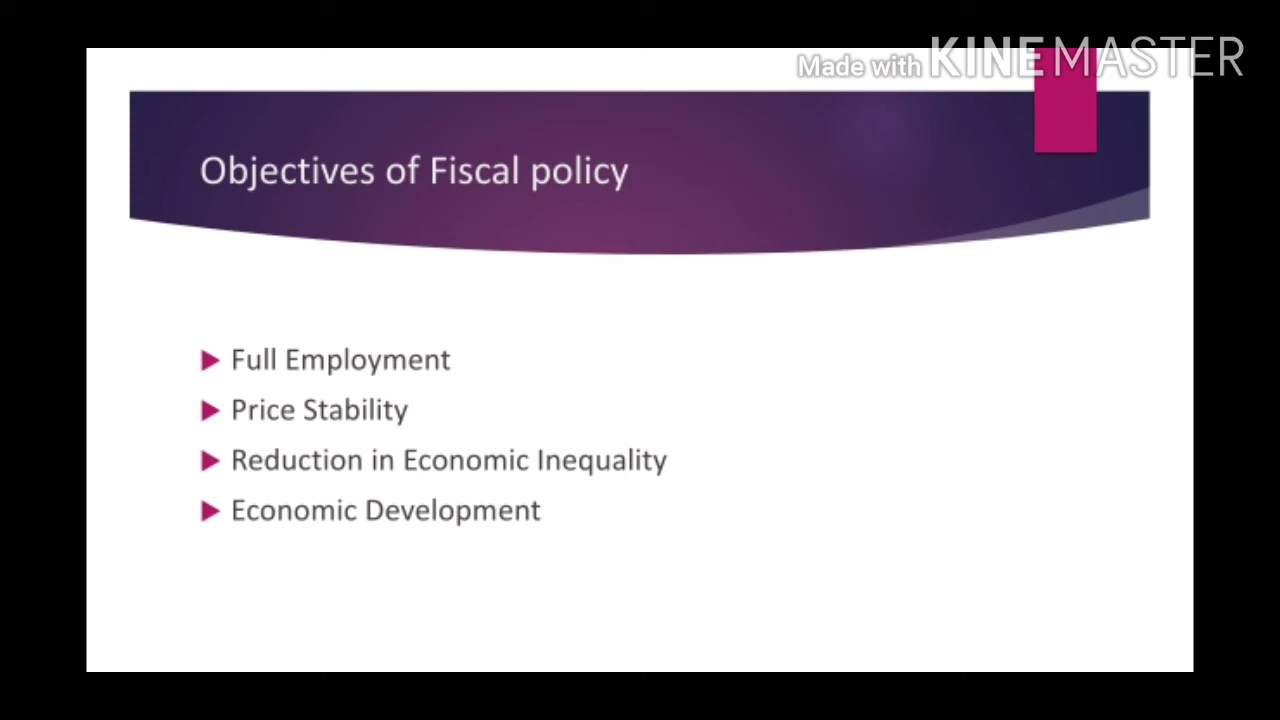 Made with KINEMASTER
Objectives of Fiscal policy
Full Employment
Price Stability
Reduction in Economic Inequality
Economic Development